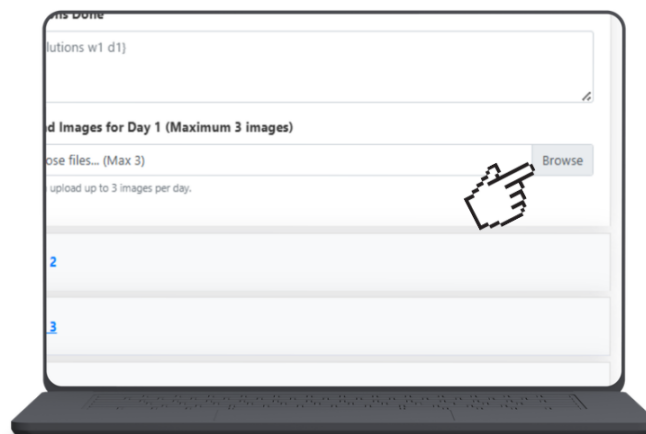 ons Done
lutions w1 d1)
d Images for Day 1 (Maximum 3 images)
ose files... (Max 3)
Browse
upload up to 3 images per day.
2
3